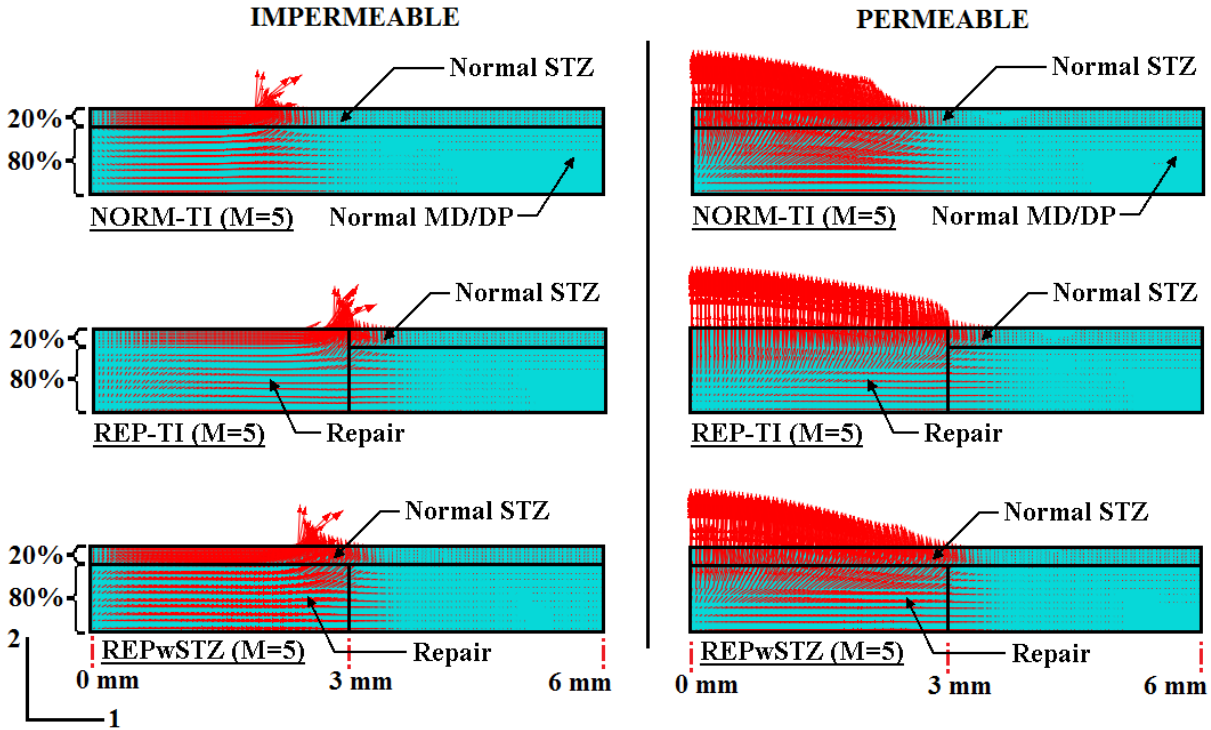 IMPERMEABLE
PERMEABLE
Normal STZ
20%
80%
Normal MD/DP
NORM-TI (M=5)
Normal STZ
Normal MD/DP
NORM-TI (M=5)
Normal STZ
20%
80%
REP-TI (M=5)
Repair
Normal STZ
REP-TI (M=5)
Repair
Normal STZ
20%
80%
2
REPwSTZ (M=5)
Repair
0 mm
3 mm
6 mm
1
Normal STZ
REPwSTZ (M=5)
Repair
0 mm
3 mm
6 mm